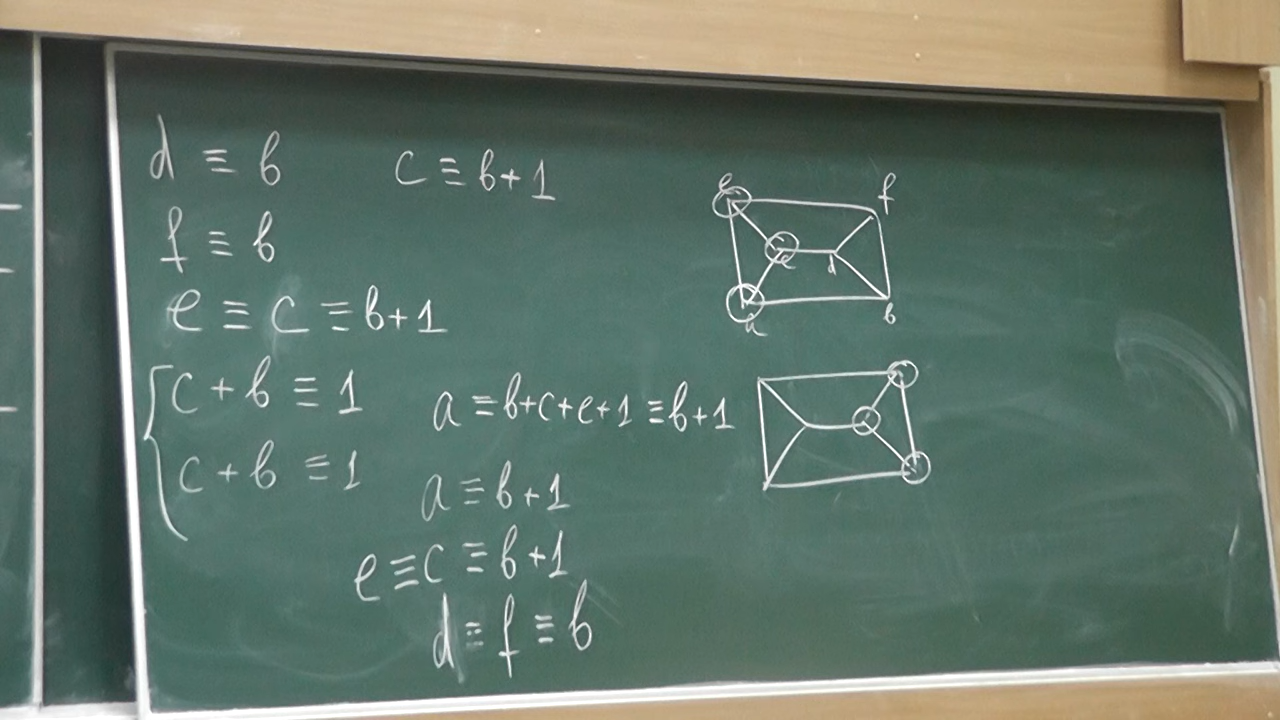 d ≡ b c ≡ b+1
f ≡ b
e ≡ c ≡ b+1
c + b ≡ 1
c + b ≡ 1
a ≡ b+c+e+1 ≡ b+1
a ≡ b+1
e ≡ c ≡ b+1
d ≡ f ≡ b
e f
c d
a b